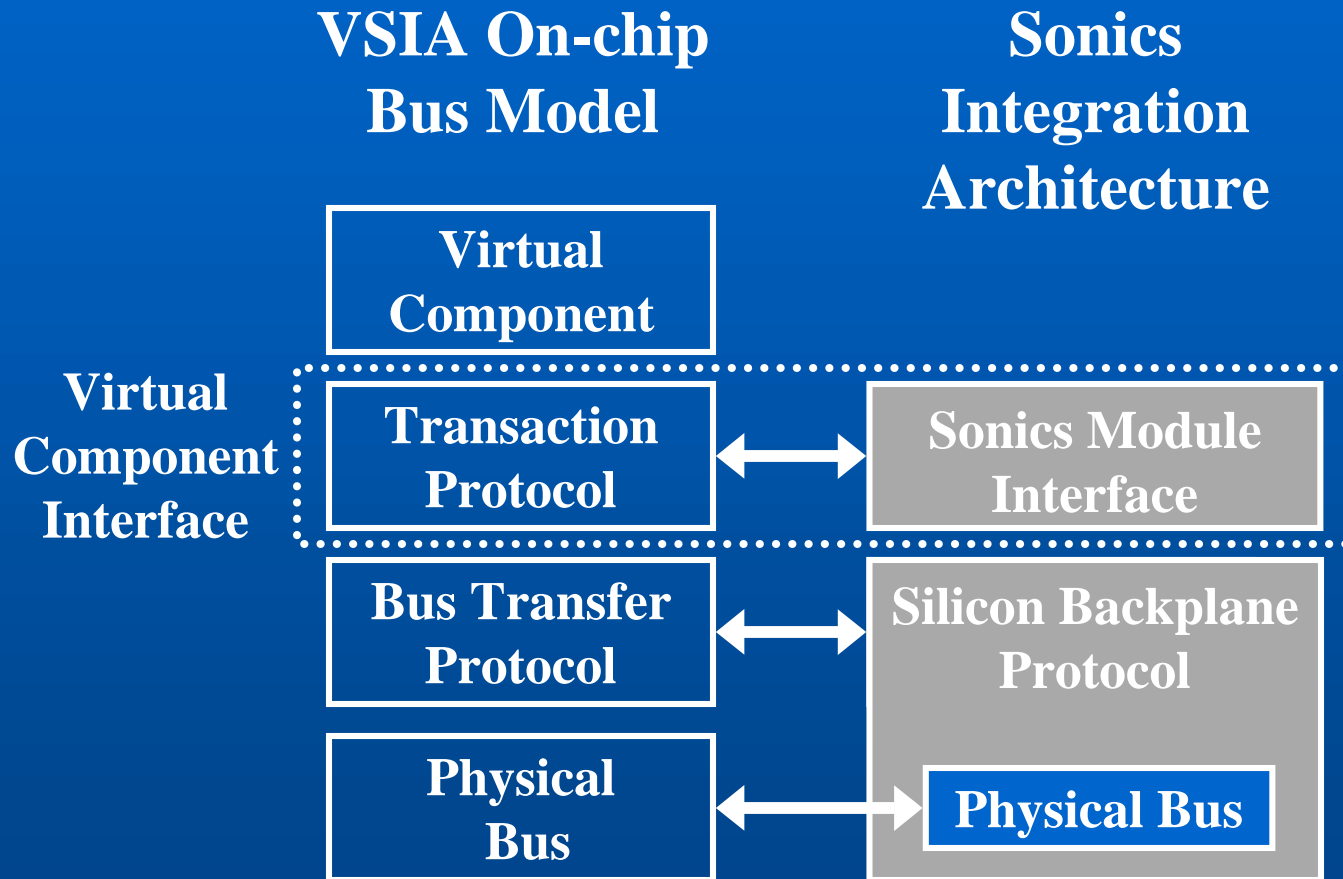 VSIA On-chip
Bus Model
Sonics
Integration
Architecture
Virtual
Component
Virtual
Component
Interface
Transaction
Protocol
Sonics Module
Interface
Bus Transfer
Protocol
Silicon Backplane
Protocol
Physical
Bus
Physical Bus